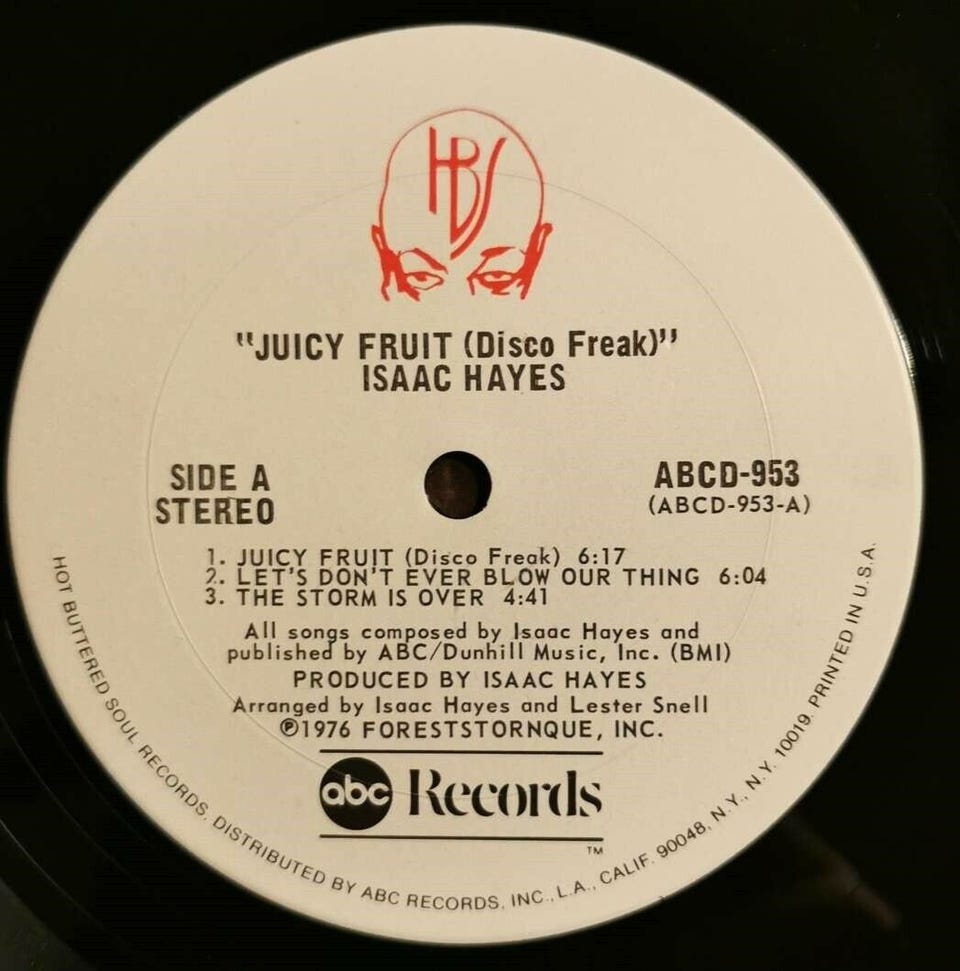 HBS
"JUICY FRUIT (Disco Freak)"
ISAAC HAYES
SIDE A
STEREO
ABCD-953
(ABCD-953-A)
1. JUICY FRUIT (Disco Freak) 6:17
2. LET'S DON'T EVER BLOW OUR THING 6:04
3. THE STORM IS OVER 4:41
All songs composed by Isaac Hayes and
published by ABC/Dunhill Music, Inc. (BMI)
PRODUCED BY ISAAC HAYES
Arranged by Isaac Hayes and Lester Snell
℗1976 FORESTSTORNQUE, INC.
abc Records
TM
HOT BUTTERED SOUL RECORDS, DISTRIBUTED BY ABC RECORDS, INC., L.A., CALIF. 90048, N.Y., N.Y. 10019. PRINTED IN U.S.A.